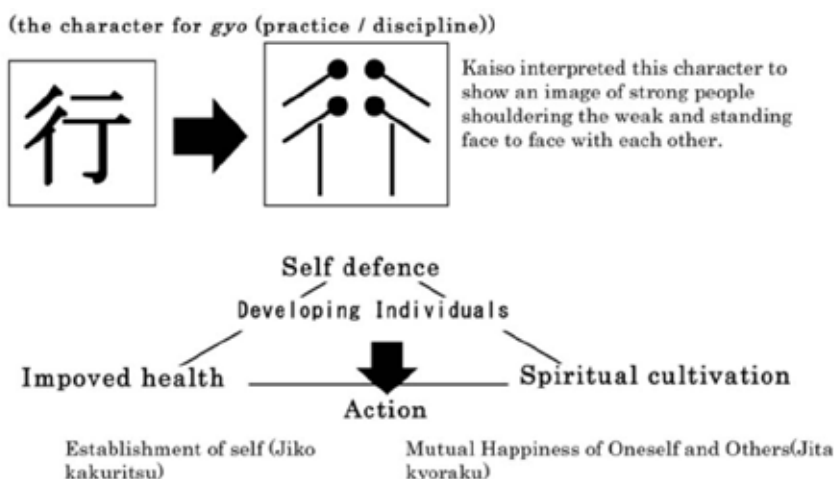 (the character for gyo (practice / discipline))
行
Kaiso interpreted this character to
show an image of strong people
shouldering the weak and standing
face to face with each other.
Self defence
Developing Individuals
Impoved health
Spiritual cultivation
Action
Establishment of self (Jiko
kakuritsu)
Mutual Happiness of Oneself and Others(Jita
kyoraku)